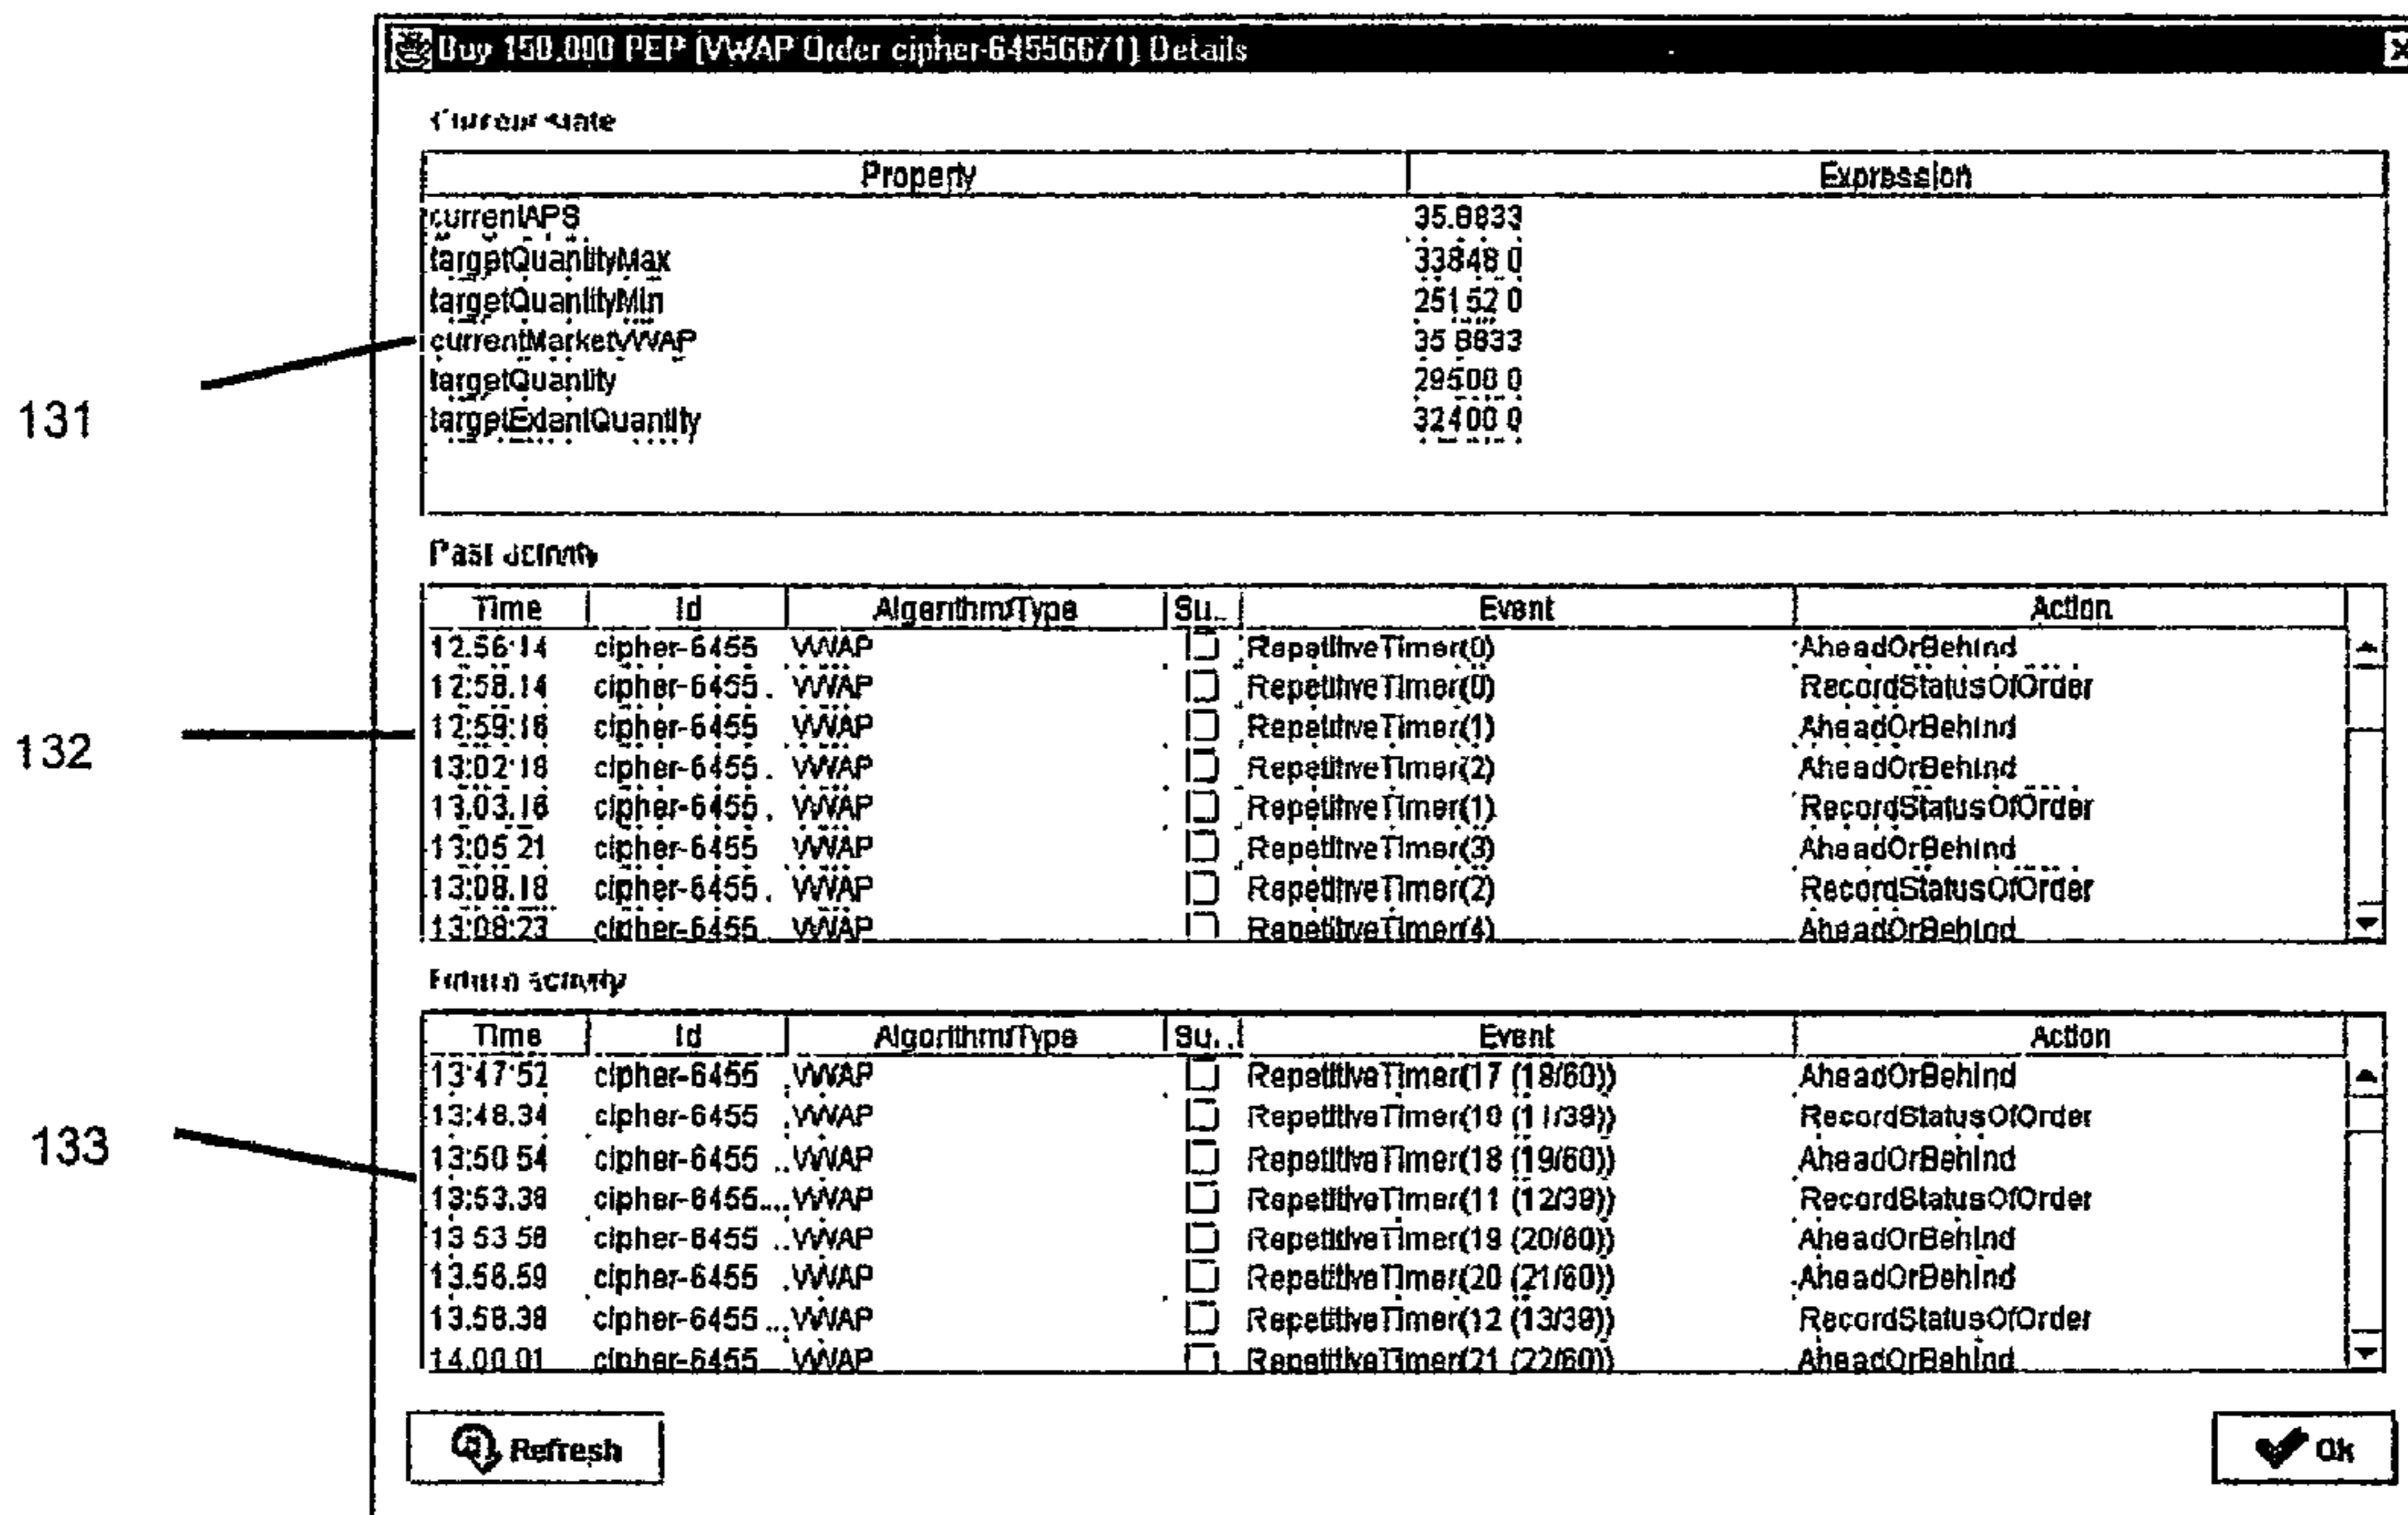 Buy 150,000 PEP (VWAP Order cipher-64556671) Details
Current state
Property Expression
currentAPS 35.8833
targetQuantityMax 33848.0
targetQuantityMin 25152.0
131
currentMarketVWAP 35.8833
targetQuantity 29500.0
targetExtantQuantity 32400.0
Past activity
Time Id Algorithm/Type Su... Event Action
12:56:14 cipher-6455 VWAP RepetitiveTimer(0) AheadOrBehind
12:58:14 cipher-6455. VWAP RepetitiveTimer(0) RecordStatusOfOrder
132
12:59:16 cipher-6455 VWAP RepetitiveTimer(1) AheadOrBehind
13:02:18 cipher-6455. VWAP RepetitiveTimer(2) AheadOrBehind
13:03:16 cipher-6455. VWAP RepetitiveTimer(1) RecordStatusOfOrder
13:05:21 cipher-6455 VWAP RepetitiveTimer(3) AheadOrBehind
13:08:18 cipher-6455. VWAP RepetitiveTimer(2) RecordStatusOfOrder
13:08:23 cipher-6455 VWAP RepetitiveTimer(4) AheadOrBehind
Future activity
Time Id Algorithm/Type Su... Event Action
13:47:52 cipher-6455 VWAP RepetitiveTimer(17 (18/60)) AheadOrBehind
13:48:34 cipher-6455 VWAP RepetitiveTimer(10 (11/39)) RecordStatusOfOrder
133
13:50:54 cipher-6455 .. VWAP RepetitiveTimer(18 (19/60)) AheadOrBehind
13:53:38 cipher-6455... VWAP RepetitiveTimer(11 (12/39)) RecordStatusOfOrder
13:53:58 cipher-6455 .. VWAP RepetitiveTimer(19 (20/60)) AheadOrBehind
13:56:59 cipher-6455 VWAP RepetitiveTimer(20 (21/60)) AheadOrBehind
13:58:38 cipher-6455 ... VWAP RepetitiveTimer(12 (13/39)) RecordStatusOfOrder
14:00:01 cipher-6455 VWAP RepetitiveTimer(21 (22/60)) AheadOrBehind
Refresh Ok